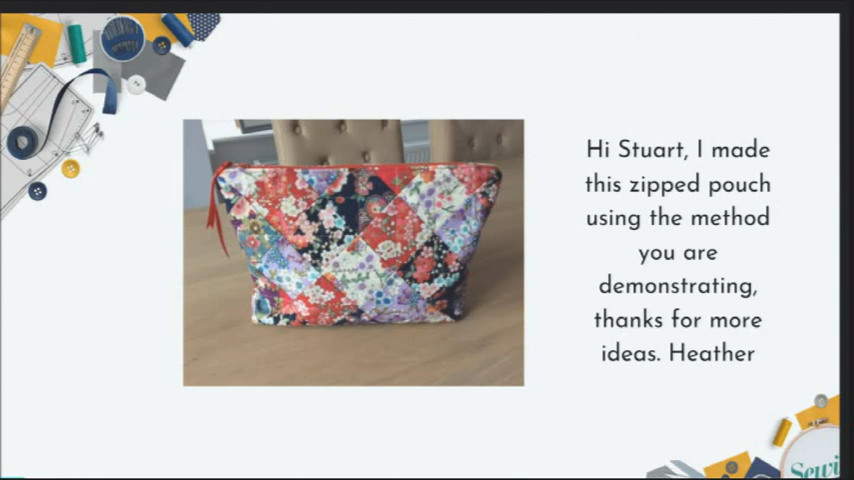 Hi Stuart, I made
this zipped pouch
using the method
you are
demonstrating,
thanks for more
ideas. Heather